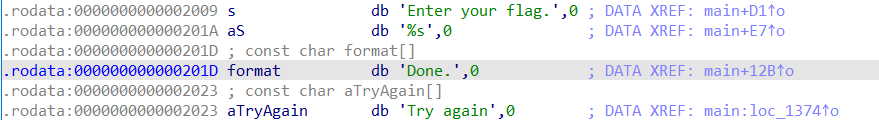 .rodata:0000000000002009 s db 'Enter your flag.',0 ; DATA XREF: main+D1↑o
.rodata:000000000000201A aS db '%s',0 ; DATA XREF: main+E7↑o
.rodata:000000000000201D ; const char format[]
.rodata:000000000000201D format db 'Done.',0 ; DATA XREF: main+12B↑o
.rodata:0000000000002023 ; const char aTryAgain[]
.rodata:0000000000002023 aTryAgain db 'Try again',0 ; DATA XREF: main:loc_1374↑o